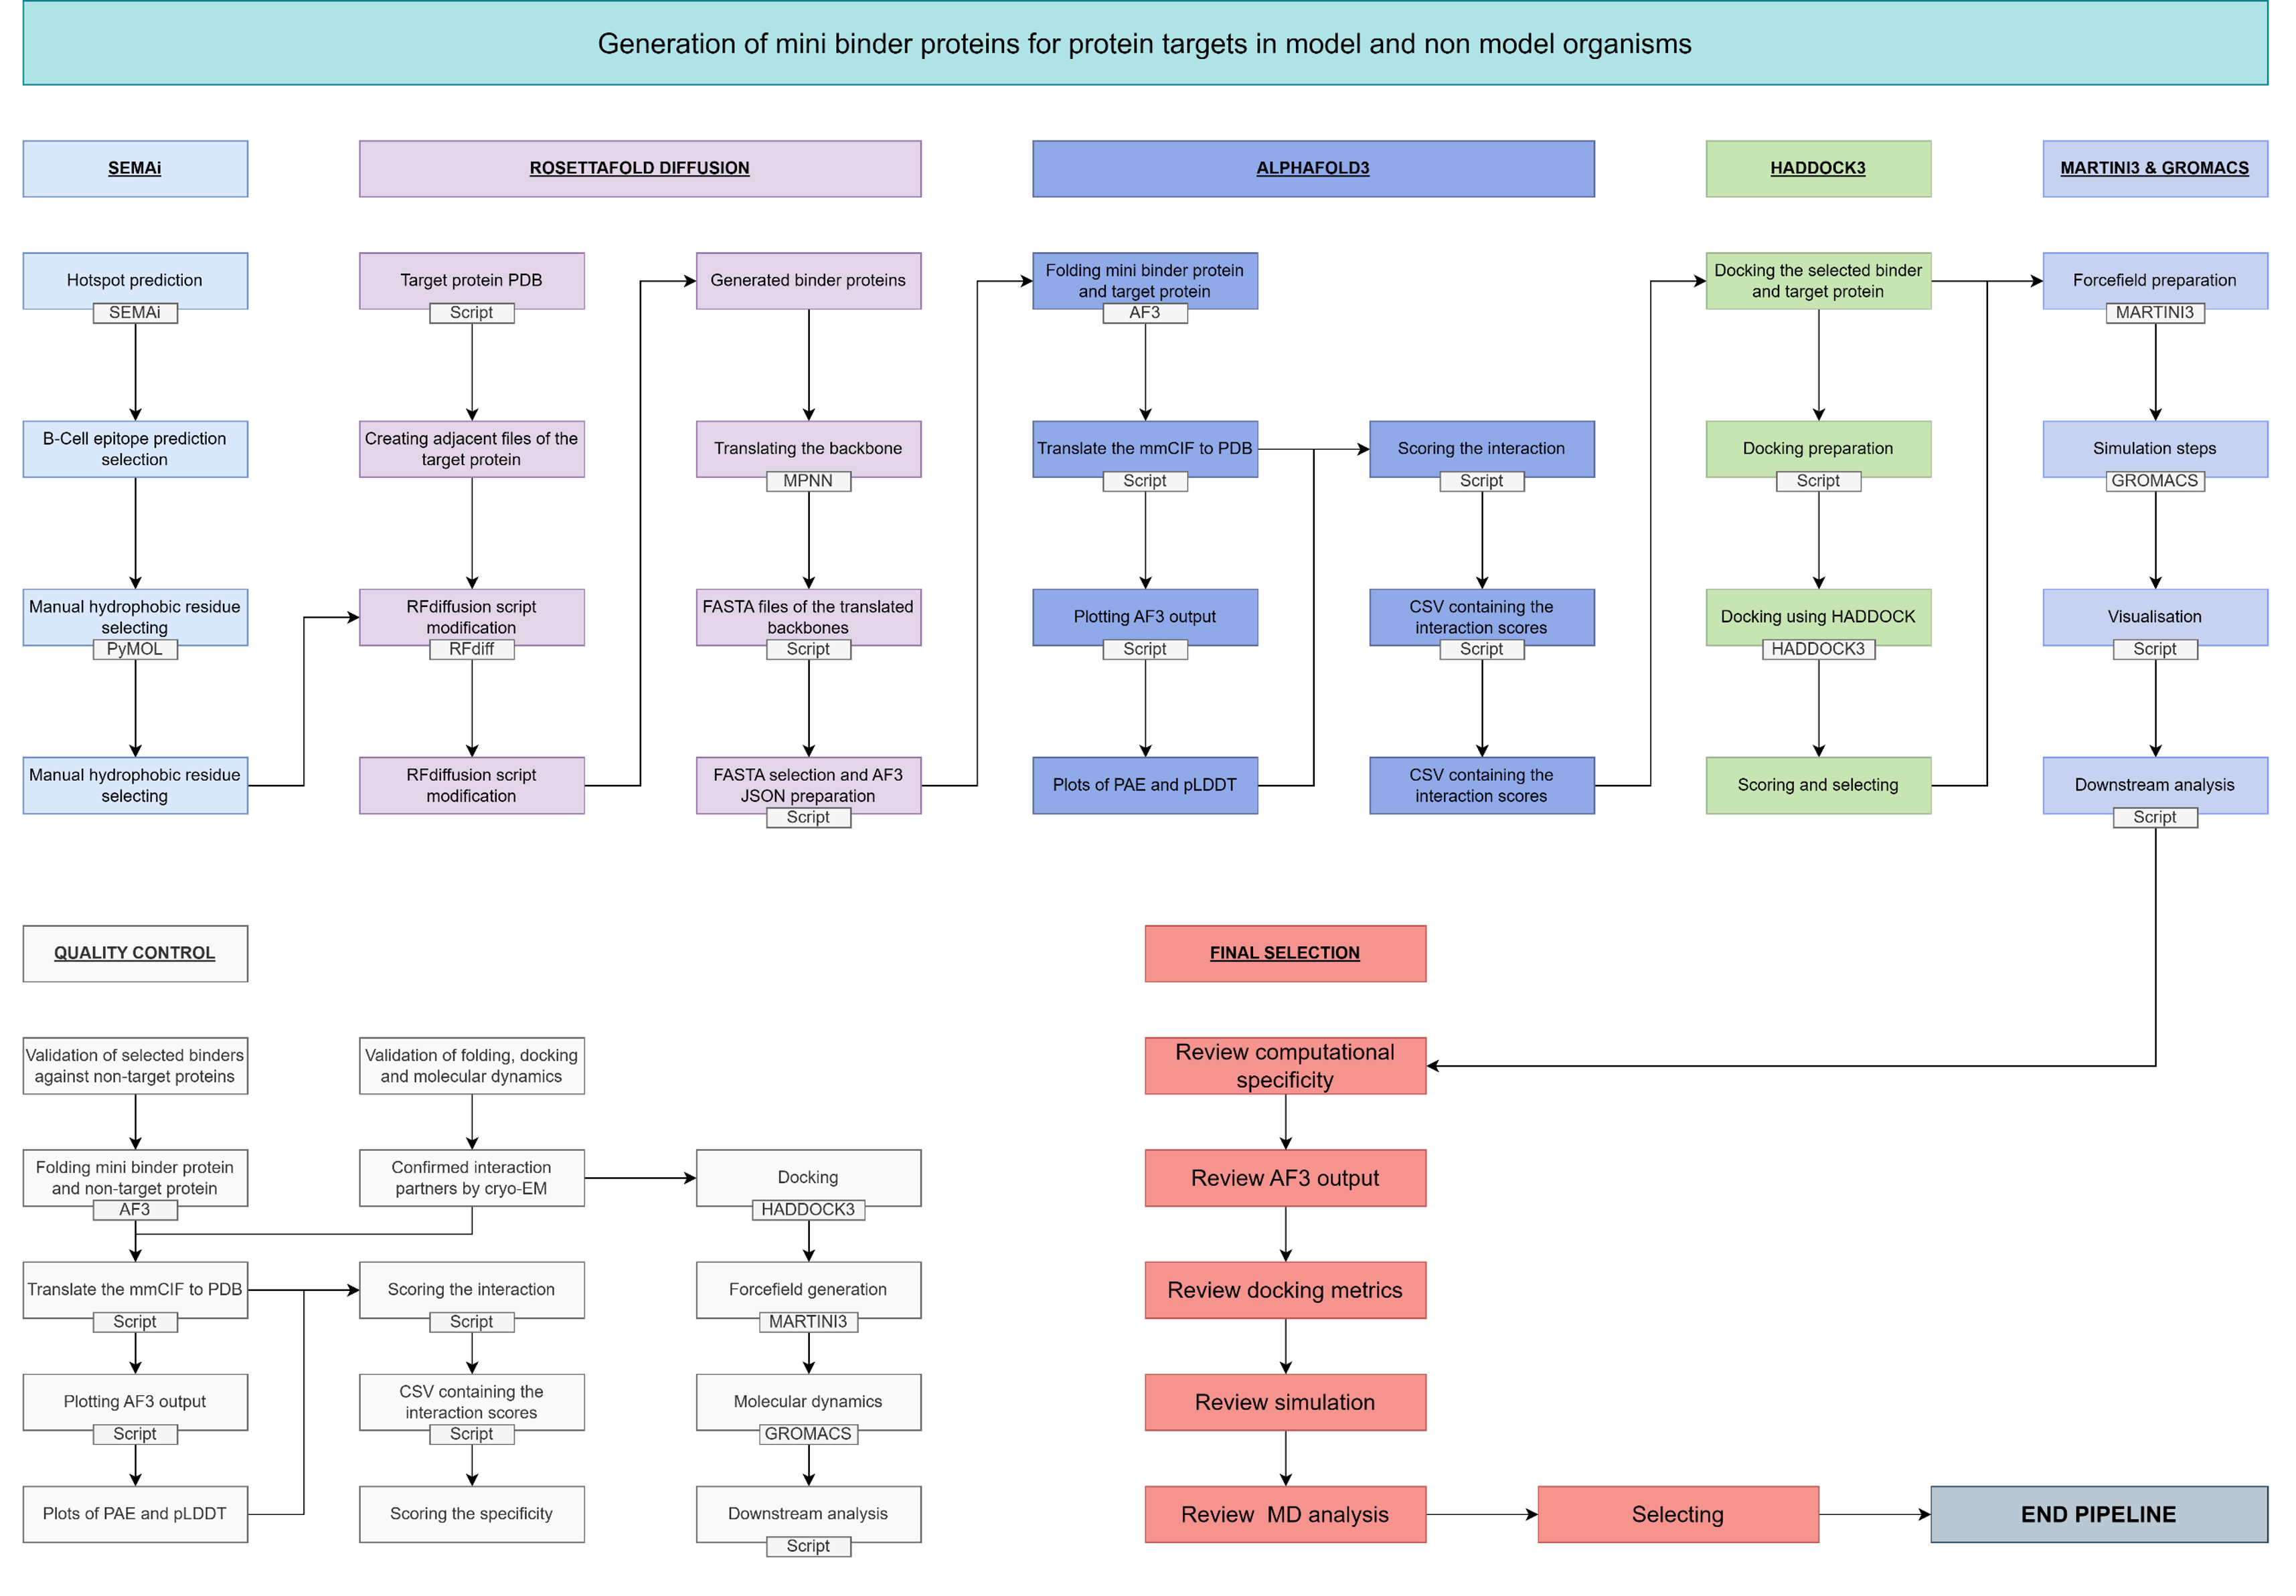 Generation of mini binder proteins for protein targets in model and non model organisms
SEMAi
ROSETTAFOLD DIFFUSION
ALPHAFOLD3
HADDOCK3
MARTINI3 & GROMACS
Hotspot prediction
SEMAi
B-Cell epitope prediction
selection
Manual hydrophobic residue
selecting
PyMOL
Manual hydrophobic residue
selecting
Target protein PDB
Script
Creating adjacent files of the
target protein
RFdiffusion script
modification
RFdiff
RFdiffusion script
modification
Generated binder proteins
Translating the backbone
MPNN
FASTA files of the translated
backbones
Script
FASTA selection and AF3
JSON preparation
Script
Folding mini binder protein
and target protein
AF3
Translate the mmCIF to PDB
Script
Plotting AF3 output
Script
Plots of PAE and pLDDT
Scoring the interaction
Script
CSV containing the
interaction scores
Script
CSV containing the
interaction scores
Docking the selected binder
and target protein
Docking preparation
Script
Docking using HADDOCK
HADDOCK3
Scoring and selecting
Forcefield preparation
MARTINI3
Simulation steps
GROMACS
Visualisation
Script
Downstream analysis
Script
QUALITY CONTROL
Validation of selected binders
against non-target proteins
Folding mini binder protein
and non-target protein
AF3
Translate the mmCIF to PDB
Script
Plotting AF3 output
Script
Plots of PAE and pLDDT
Validation of folding, docking
and molecular dynamics
Confirmed interaction
partners by cryo-EM
Scoring the interaction
Script
CSV containing the
interaction scores
Script
Scoring the specificity
Docking
HADDOCK3
Forcefield generation
MARTINI3
Molecular dynamics
GROMACS
Downstream analysis
Script
FINAL SELECTION
Review computational
specificity
Review AF3 output
Review docking metrics
Review simulation
Review  MD analysis
Selecting
END PIPELINE